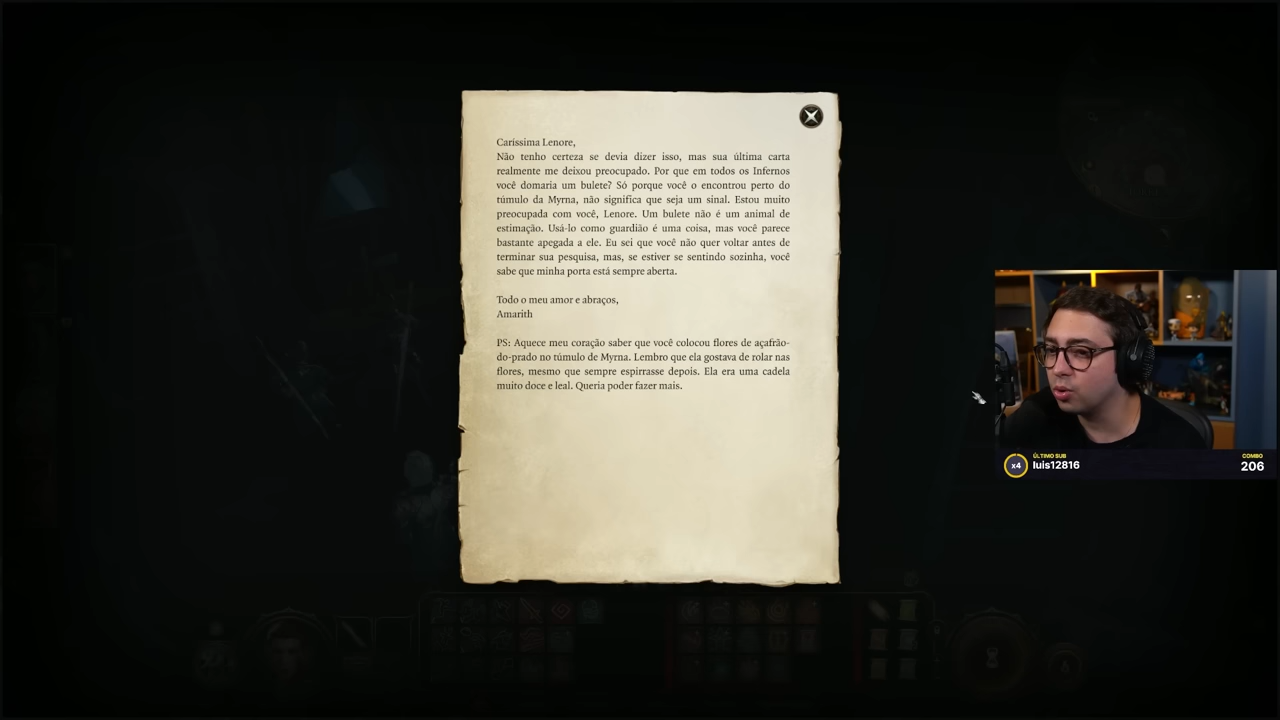 Caríssima Lenore,
Não tenho certeza se devia dizer isso, mas sua última carta
realmente me deixou preocupado. Por que em todos os Infernos
você domaria um bulete? Só porque você o encontrou perto do
túmulo da Myrna, não significa que seja um sinal. Estou muito
preocupada com você, Lenore. Um bulete não é um animal de
estimação. Usá-lo como guardião é uma coisa, mas você parece
bastante apegada a ele. Eu sei que você não quer voltar antes de
terminar sua pesquisa, mas, se estiver se sentindo sozinha, você
sabe que minha porta está sempre aberta.
Todo o meu amor e abraços,
Amarith
PS: Aquece meu coração saber que você colocou flores de açafrão-
do-prado no túmulo de Myrna. Lembro que ela gostava de rolar nas
flores, mesmo que sempre espirrasse depois. Ela era uma cadela
muito doce e leal. Queria poder fazer mais.
x4
ÚLTIMO SUB
luis12816
COMBO
206